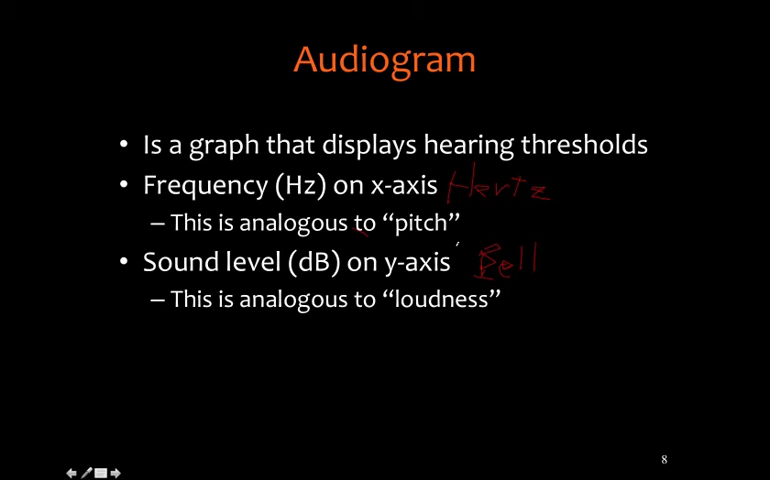 Audiogram
• Is a graph that displays hearing thresholds
• Frequency (Hz) on x-axis Hertz
– This is analogous to “pitch”
• Sound level (dB) on y-axis Bell
– This is analogous to “loudness”
8